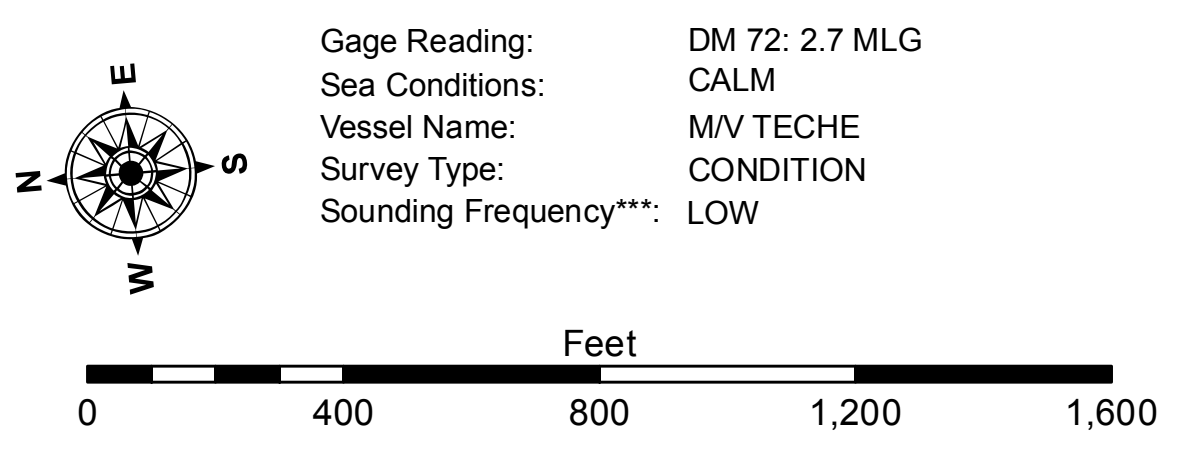 E
N
S
W
Gage Reading: DM 72: 2.7 MLG
Sea Conditions: CALM
Vessel Name: M/V TECHE
Survey Type: CONDITION
Sounding Frequency***: LOW
Feet
0 400 800 1,200 1,600